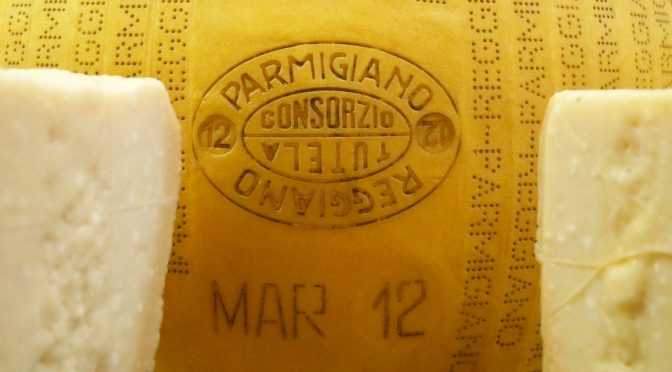 PARMIGIANO
CONSORZIO
12 12
TUTELA
REGGIANO
MAR 12